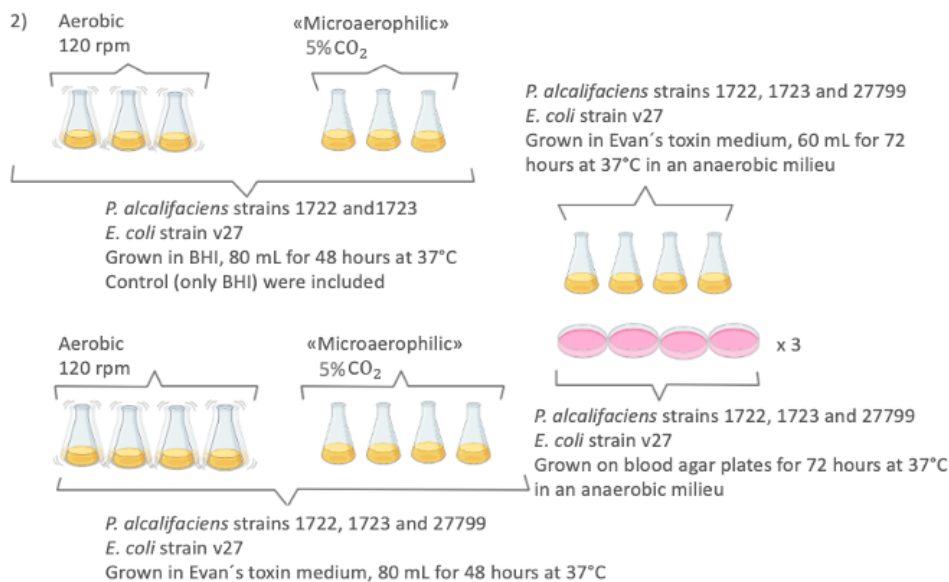 2)
Aerobic
120 rpm
«Microaerophilic»
5% CO₂
P. alcalifaciens strains 1722 and1723
E. coli strain v27
Grown in BHI, 80 mL for 48 hours at 37°C
Control (only BHI) were included
Aerobic
120 rpm
«Microaerophilic»
5% CO₂
P. alcalifaciens strains 1722, 1723 and 27799
E. coli strain v27
Grown in Evan´s toxin medium, 80 mL for 48 hours at 37°C
P. alcalifaciens strains 1722, 1723 and 27799
E. coli strain v27
Grown in Evan´s toxin medium, 60 mL for 72
hours at 37°C in an anaerobic milieu
x 3
P. alcalifaciens strains 1722, 1723 and 27799
E. coli strain v27
Grown on blood agar plates for 72 hours at 37°C
in an anaerobic milieu